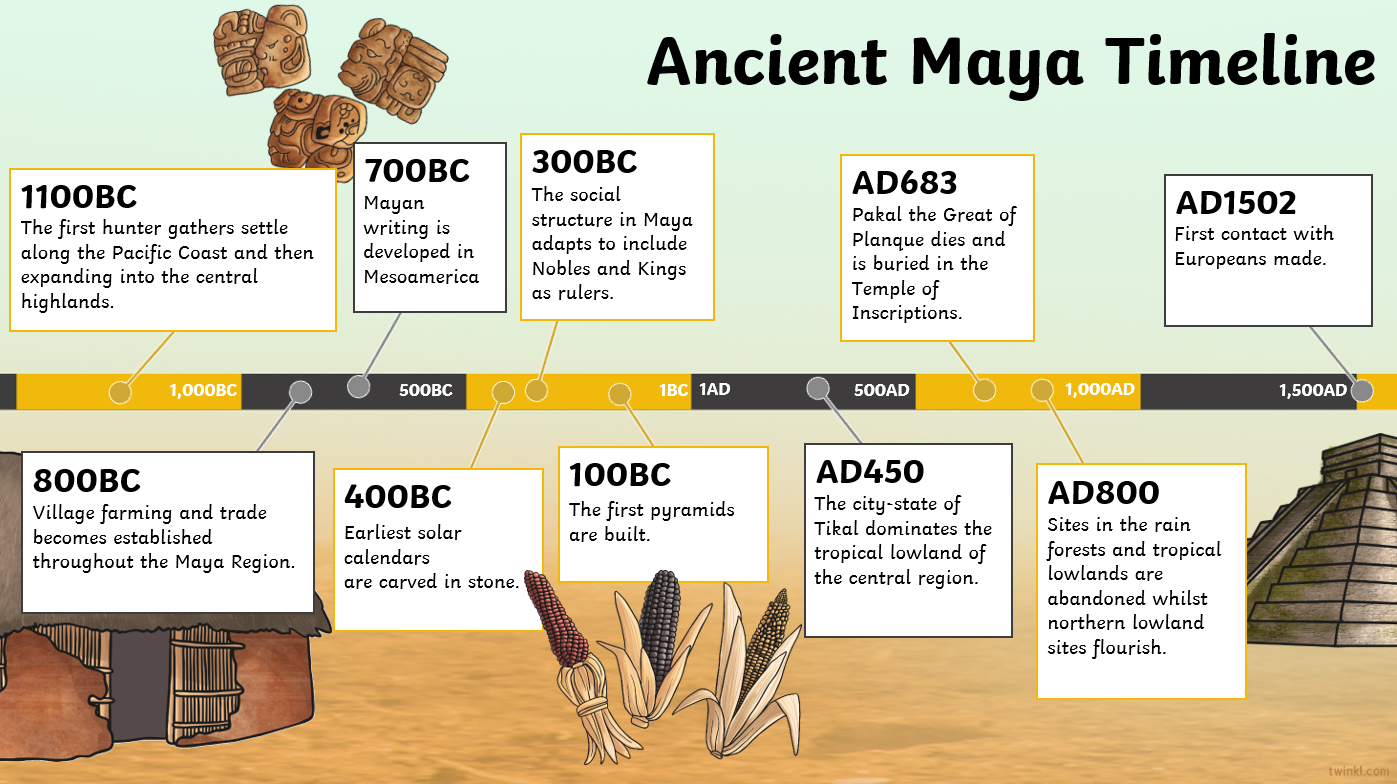 Ancient Maya Timeline
1100BC
The first hunter gathers settle
along the Pacific Coast and then
expanding into the central
highlands.
700BC
Mayan
writing is
developed in
Mesoamerica
300BC
The social
structure in Maya
adapts to include
Nobles and Kings
as rulers.
AD683
Pakal the Great of
Planque dies and
is buried in the
Temple of
Inscriptions.
AD1502
First contact with
Europeans made.
1,000BC 500BC 1BC 1AD 500AD 1,000AD 1,500AD
800BC
Village farming and trade
becomes established
throughout the Maya Region.
400BC
Earliest solar
calendars
are carved in stone.
100BC
The first pyramids
are built.
AD450
The city-state of
Tikal dominates the
tropical lowland of
the central region.
AD800
Sites in the rain
forests and tropical
lowlands are
abandoned whilst
northern lowland
sites flourish.
twinkl.com